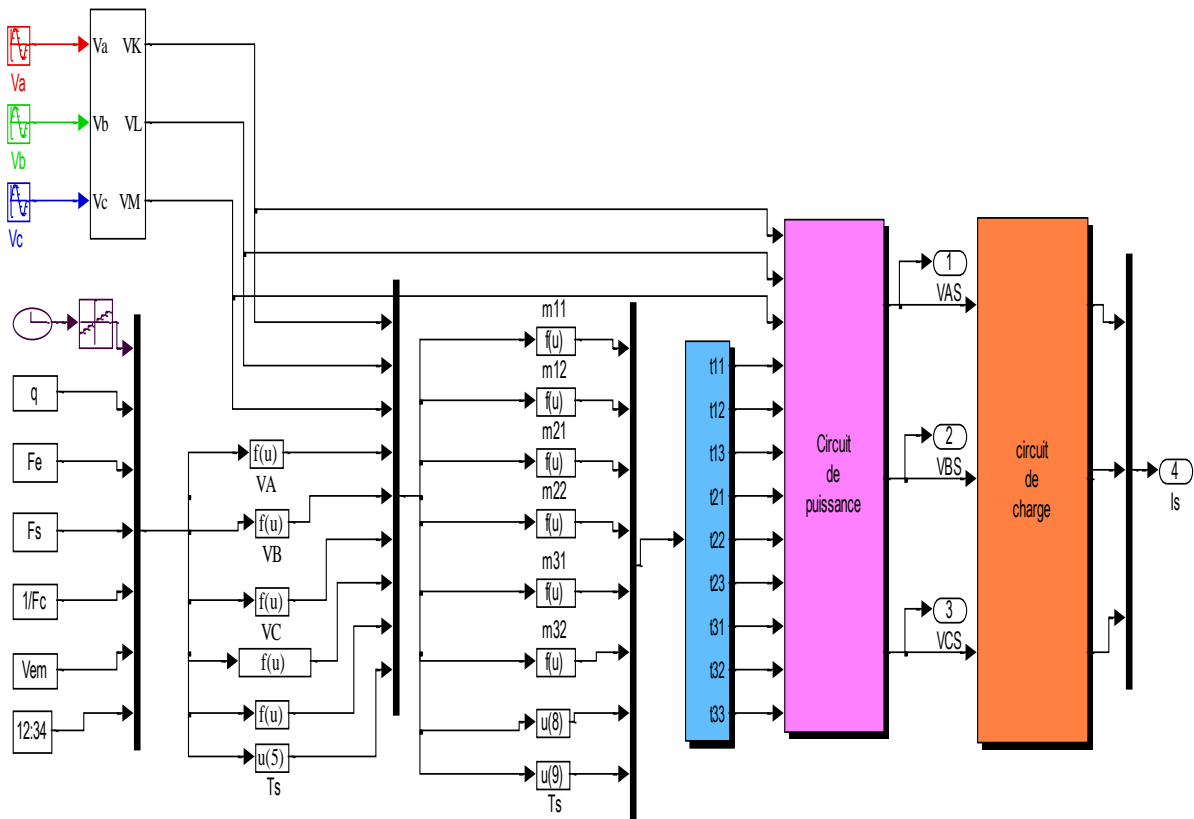 Va
Vb
Vc
Va VK
Vb VL
Vc VM
q
Fe
Fs
1/Fc
Vem
12:34
f(u)
VA
f(u)
VB
f(u)
VC
f(u)
f(u)
u(5)
Ts
m11
f(u)
m12
f(u)
m21
f(u)
m22
f(u)
m31
f(u)
m32
f(u)
u(8)
u(9)
Ts
t11
t12
t13
t21
t22
t23
t31
t32
t33
Circuit
de
puissance
1
VAS
2
VBS
3
VCS
circuit
de
charge
4
Is